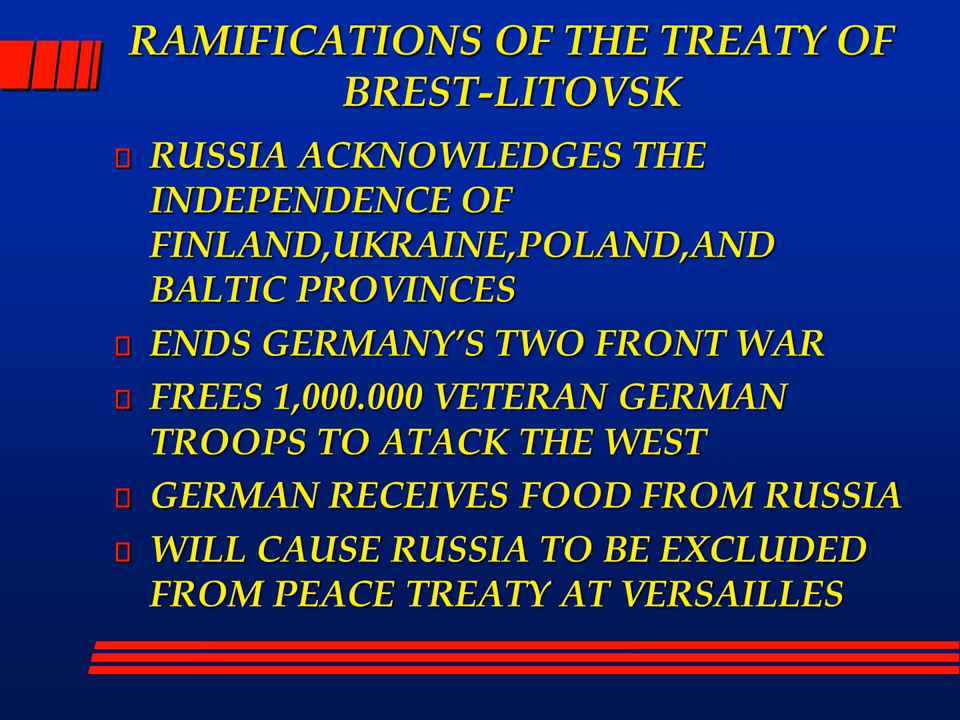 RAMIFICATIONS OF THE TREATY OF
BREST-LITOVSK
RUSSIA ACKNOWLEDGES THE
INDEPENDENCE OF
FINLAND,UKRAINE,POLAND,AND
BALTIC PROVINCES
ENDS GERMANY'S TWO FRONT WAR
FREES 1,000.000 VETERAN GERMAN
TROOPS TO ATACK THE WEST
GERMAN RECEIVES FOOD FROM RUSSIA
WILL CAUSE RUSSIA TO BE EXCLUDED
FROM PEACE TREATY AT VERSAILLES